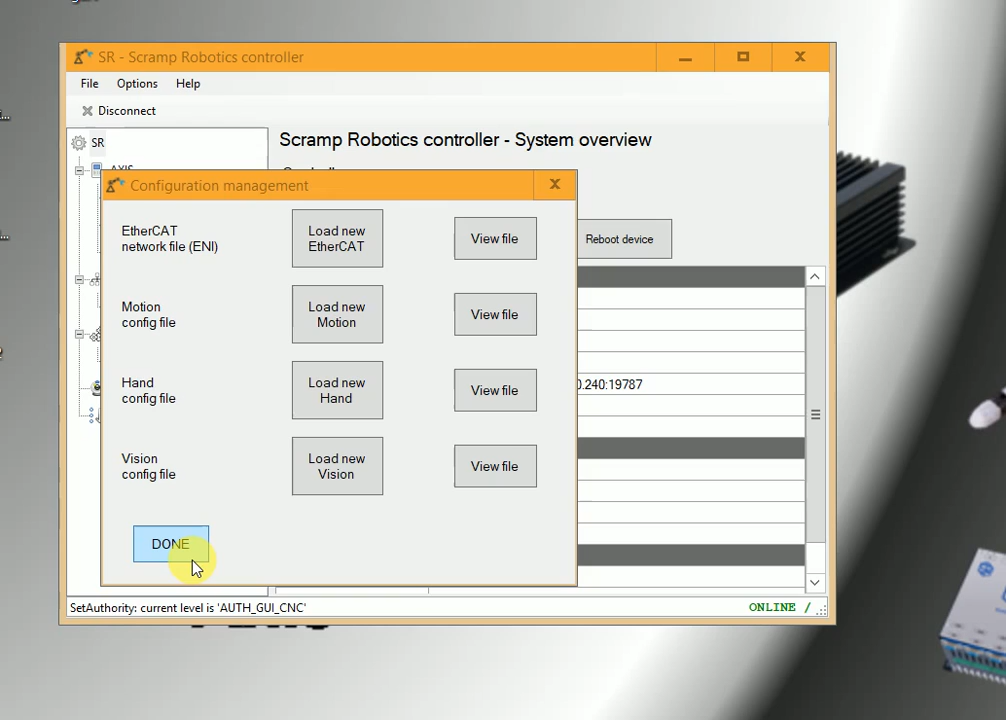 SR - Scramp Robotics controller
File Options Help
Disconnect
SR
Scramp Robotics controller - System overview
AXIS
Configuration management
EtherCAT
network file (ENI)
Load new
EtherCAT
View file
Reboot device
Motion
config file
Load new
Motion
View file
Hand
config file
Load new
Hand
View file
0.240:19787
Vision
config file
Load new
Vision
View file
DONE
SetAuthority: current level is 'AUTH_GUI_CNC'
ONLINE /